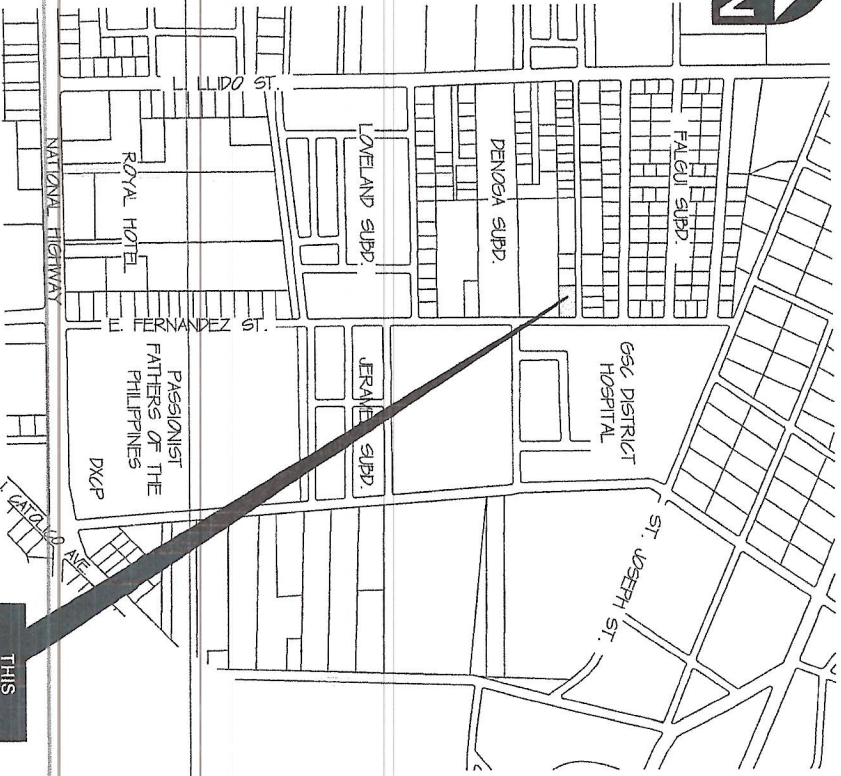 L. LLIDO ST.
NATIONAL HIGHWAY
ROYAL HOTEL
LOVELAND SUBD.
DENOGA SUBD.
FALGUI SUBD.
E. FERNANDEZ ST.
PASSIONIST
FATHERS OF THE
PHILIPPINES
DXCP
JERAME SUBD.
GSC DISTRICT
HOSPITAL
ST. JOSEPH ST.
AVE.
THIS